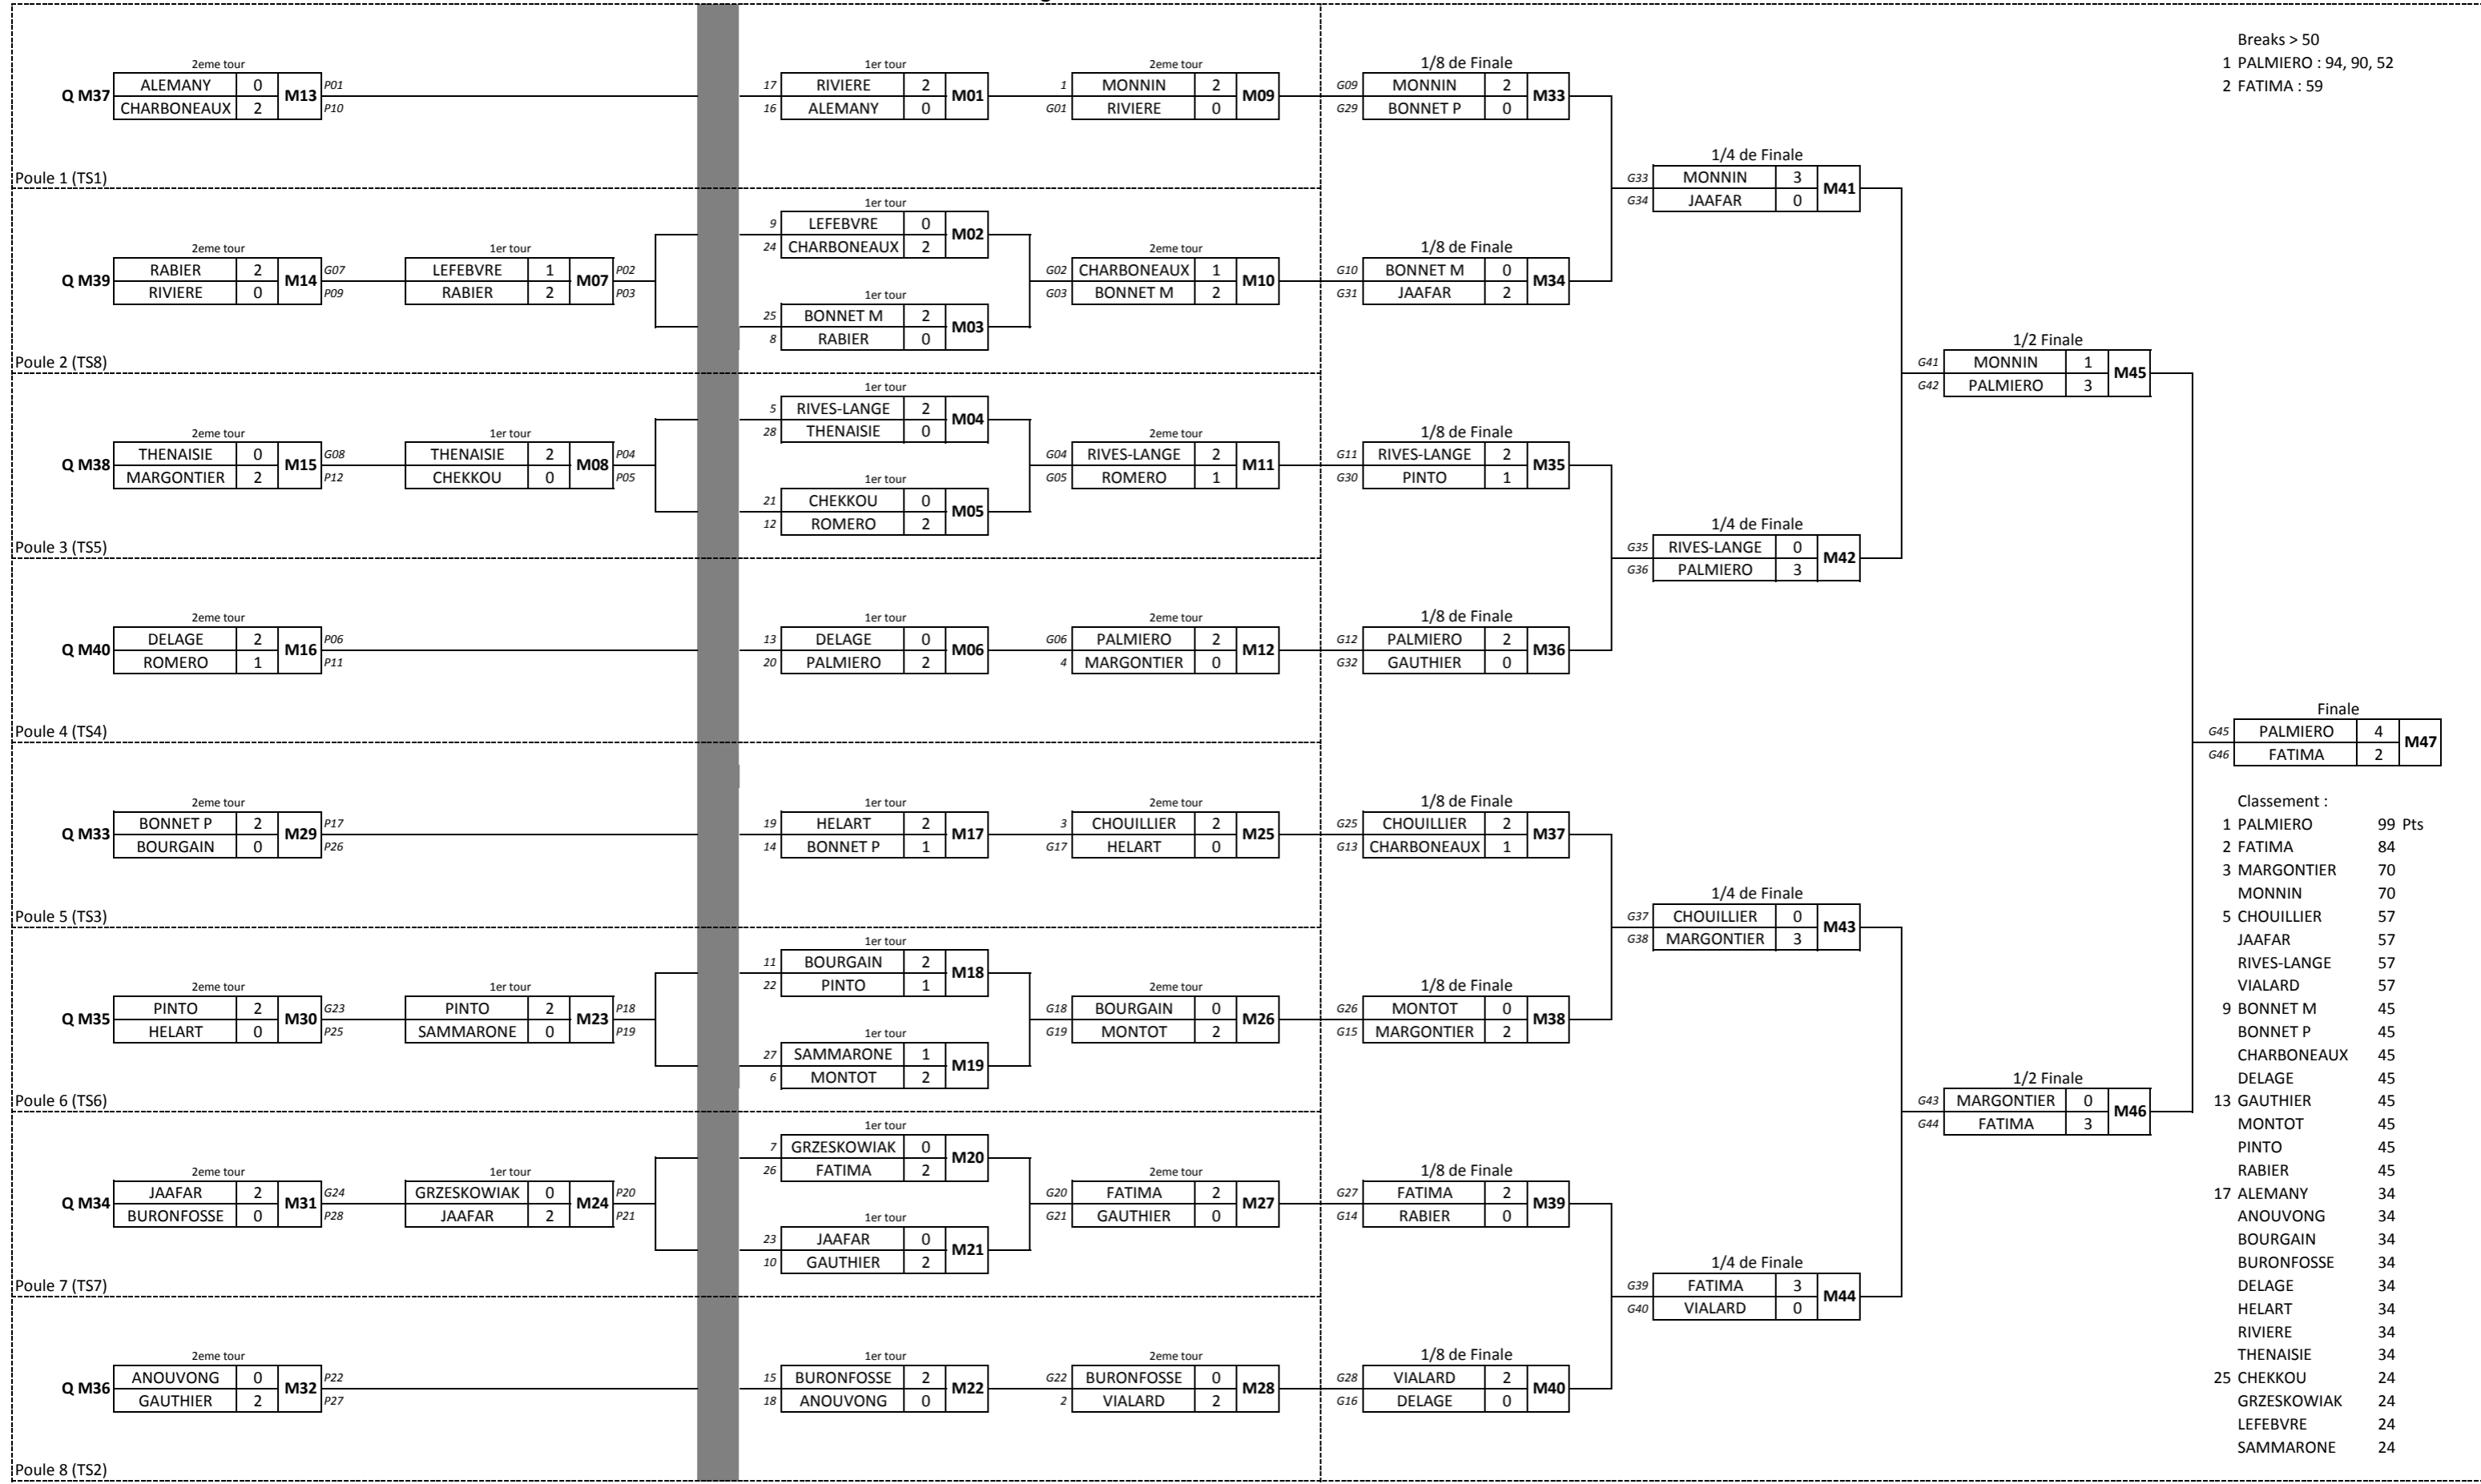 Breaks > 50
1 PALMIERO : 94, 90, 52
2 FATIMA : 59
2eme tour
Q M37 ALEMANY 0 M13 P01
CHARBONEAUX 2 P10
1er tour
17 RIVIERE 2 M01
16 ALEMANY 0
2eme tour
1 MONNIN 2 M09
G01 RIVIERE 0
1/8 de Finale
G09 MONNIN 2 M33
G29 BONNET P 0
Poule 1 (TS1)
1/4 de Finale
G33 MONNIN 3 M41
G34 JAAFAR 0
2eme tour
Q M39 RABIER 2 M14 G07
RIVIERE 0 P09
1er tour
LEFEBVRE 1 M07 P02
RABIER 2 P03
1er tour
9 LEFEBVRE 0 M02
24 CHARBONEAUX 2
1er tour
25 BONNET M 2 M03
8 RABIER 0
2eme tour
G02 CHARBONEAUX 1 M10
G03 BONNET M 2
1/8 de Finale
G10 BONNET M 0 M34
G31 JAAFAR 2
Poule 2 (TS8)
1/2 Finale
G41 MONNIN 1 M45
G42 PALMIERO 3
2eme tour
Q M38 THENAISIE 0 M15 G08
MARGONTIER 2 P12
1er tour
THENAISIE 2 M08 P04
CHEKKOU 0 P05
1er tour
5 RIVES-LANGE 2 M04
28 THENAISIE 0
1er tour
21 CHEKKOU 0 M05
12 ROMERO 2
2eme tour
G04 RIVES-LANGE 2 M11
G05 ROMERO 1
1/8 de Finale
G11 RIVES-LANGE 2 M35
G30 PINTO 1
Poule 3 (TS5)
1/4 de Finale
G35 RIVES-LANGE 0 M42
G36 PALMIERO 3
2eme tour
Q M40 DELAGE 2 M16 P06
ROMERO 1 P11
1er tour
13 DELAGE 0 M06
20 PALMIERO 2
2eme tour
G06 PALMIERO 2 M12
4 MARGONTIER 0
1/8 de Finale
G12 PALMIERO 2 M36
G32 GAUTHIER 0
Poule 4 (TS4)
Finale
G45 PALMIERO 4 M47
G46 FATIMA 2
2eme tour
Q M33 BONNET P 2 M29 P17
BOURGAIN 0 P26
1er tour
19 HELART 2 M17
14 BONNET P 1
2eme tour
3 CHOUILLIER 2 M25
G17 HELART 0
1/8 de Finale
G25 CHOUILLIER 2 M37
G13 CHARBONEAUX 1
Poule 5 (TS3)
1/4 de Finale
G37 CHOUILLIER 0 M43
G38 MARGONTIER 3
2eme tour
Q M35 PINTO 2 M30 G23
HELART 0 P25
1er tour
PINTO 2 M23 P18
SAMMARONE 0 P19
1er tour
11 BOURGAIN 2 M18
22 PINTO 1
1er tour
27 SAMMARONE 1 M19
6 MONTOT 2
2eme tour
G18 BOURGAIN 0 M26
G19 MONTOT 2
1/8 de Finale
G26 MONTOT 0 M38
G15 MARGONTIER 2
Poule 6 (TS6)
1/2 Finale
G43 MARGONTIER 0 M46
G44 FATIMA 3
2eme tour
Q M34 JAAFAR 2 M31 G24
BURONFOSSE 0 P28
1er tour
GRZESKOWIAK 0 M24 P20
JAAFAR 2 P21
1er tour
7 GRZESKOWIAK 0 M20
26 FATIMA 2
1er tour
23 JAAFAR 0 M21
10 GAUTHIER 2
2eme tour
G20 FATIMA 2 M27
G21 GAUTHIER 0
1/8 de Finale
G27 FATIMA 2 M39
G14 RABIER 0
Poule 7 (TS7)
1/4 de Finale
G39 FATIMA 3 M44
G40 VIALARD 0
2eme tour
Q M36 ANOUVONG 0 M32 P22
GAUTHIER 2 P27
1er tour
15 BURONFOSSE 2 M22
18 ANOUVONG 0
2eme tour
G22 BURONFOSSE 0 M28
2 VIALARD 2
1/8 de Finale
G28 VIALARD 2 M40
G16 DELAGE 0
Poule 8 (TS2)
Classement :
1 PALMIERO 99 Pts
2 FATIMA 84
3 MARGONTIER 70
MONNIN 70
5 CHOUILLIER 57
JAAFAR 57
RIVES-LANGE 57
VIALARD 57
9 BONNET M 45
BONNET P 45
CHARBONEAUX 45
DELAGE 45
13 GAUTHIER 45
MONTOT 45
PINTO 45
RABIER 45
17 ALEMANY 34
ANOUVONG 34
BOURGAIN 34
BURONFOSSE 34
DELAGE 34
HELART 34
RIVIERE 34
THENAISIE 34
25 CHEKKOU 24
GRZESKOWIAK 24
LEFEBVRE 24
SAMMARONE 24